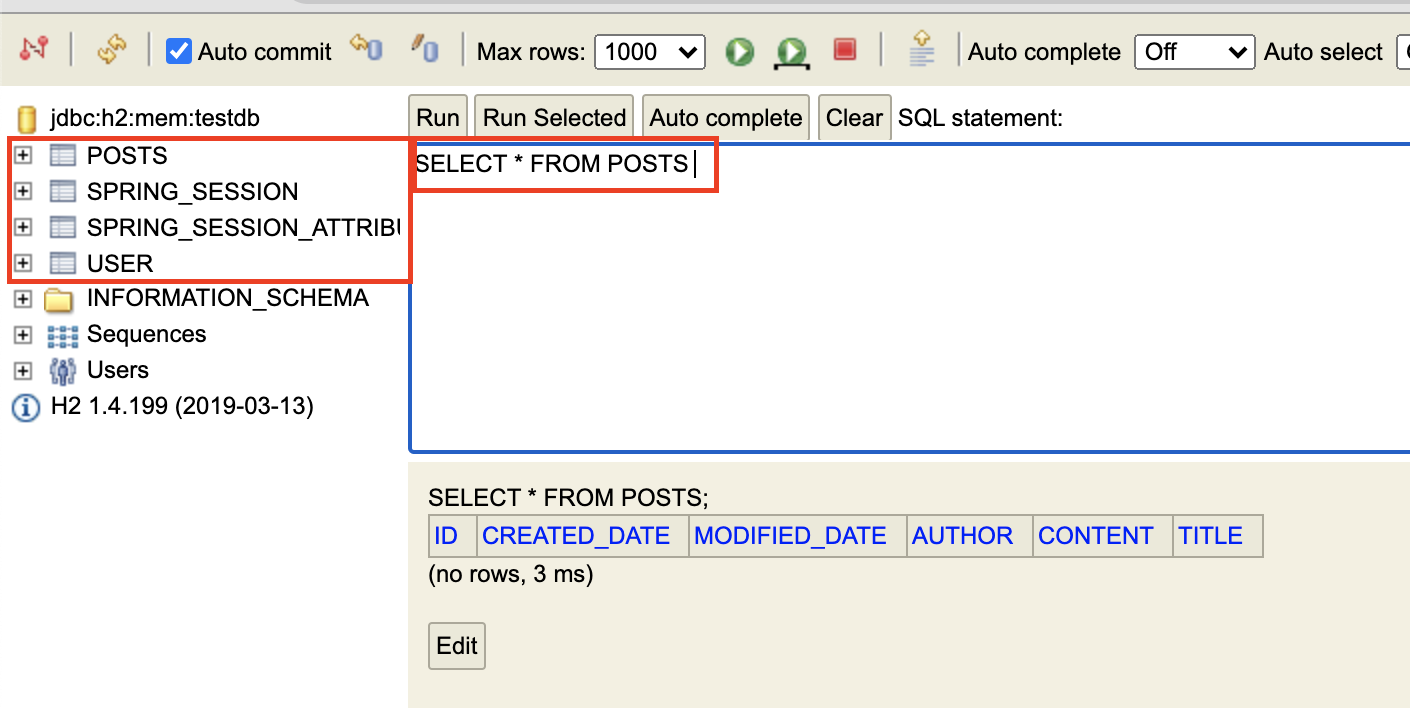 Auto commit Max rows: 1000 Auto complete Off Auto select
jdbc:h2:mem:testdb
POSTS
SPRING_SESSION
SPRING_SESSION_ATTRIBU
USER
INFORMATION_SCHEMA
Sequences
Users
H2 1.4.199 (2019-03-13)
Run Run Selected Auto complete Clear SQL statement:
SELECT * FROM POSTS
SELECT * FROM POSTS;
ID CREATED_DATE MODIFIED_DATE AUTHOR CONTENT TITLE
(no rows, 3 ms)
Edit